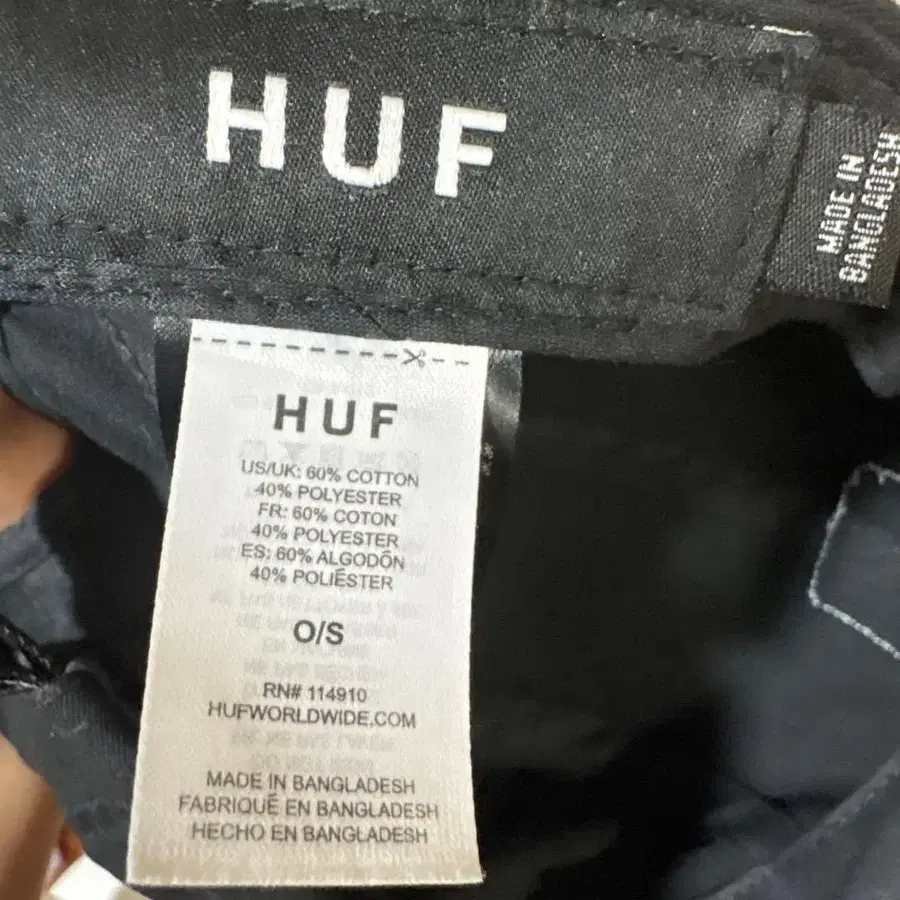 HUF
MADE IN
BANGLADESH
HUF
US/UK: 60% COTTON
40% POLYESTER
FR: 60% COTON
40% POLYESTER
ES: 60% ALGODÓN
40% POLIÉSTER
O/S
RN# 114910
HUFWORLDWIDE.COM
MADE IN BANGLADESH
FABRIQUÉ EN BANGLADESH
HECHO EN BANGLADESH